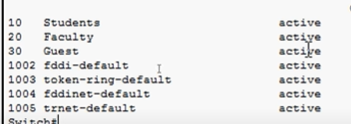 10 Students active
20 Faculty active
30 Guest active
1002 fddi-default active
1003 token-ring-default active
1004 fddinet-default active
1005 trnet-default active
Switch#